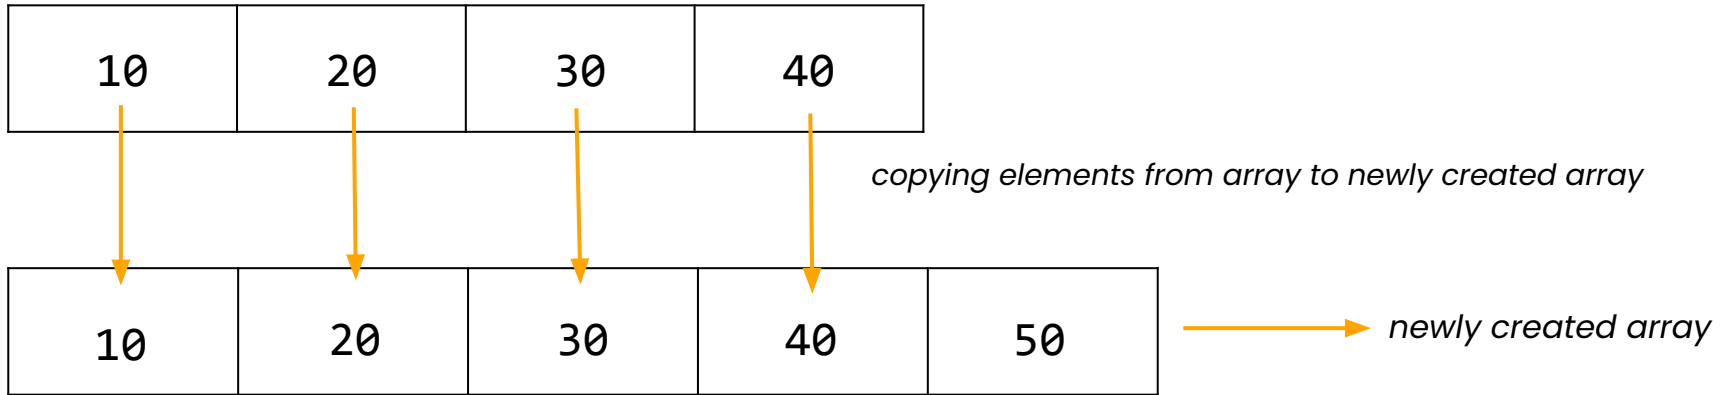 10 20 30 40
copying elements from array to newly created array
10 20 30 40 50
newly created array